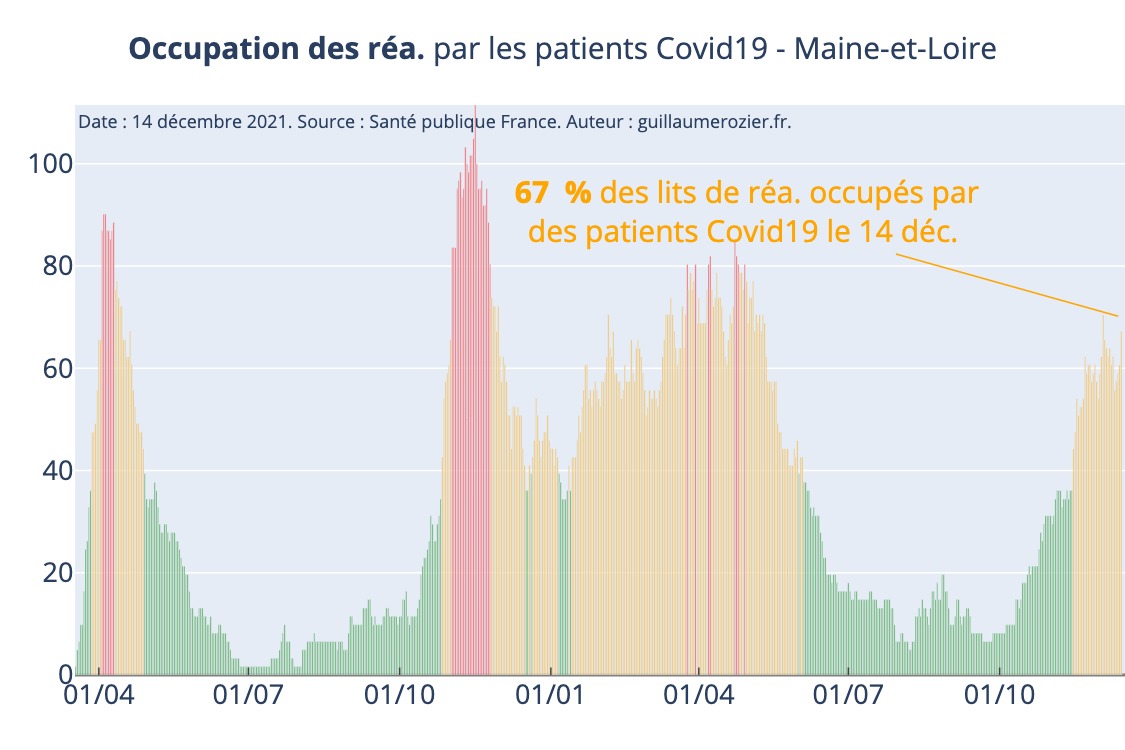 Occupation des réa. par les patients Covid19 - Maine-et-Loire
Date : 14 décembre 2021. Source : Santé publique France. Auteur : guillaumerozier.fr.
67 % des lits de réa. occupés par
des patients Covid19 le 14 déc.
100
80
60
40
20
0
01/04 01/07 01/10 01/01 01/04 01/07 01/10